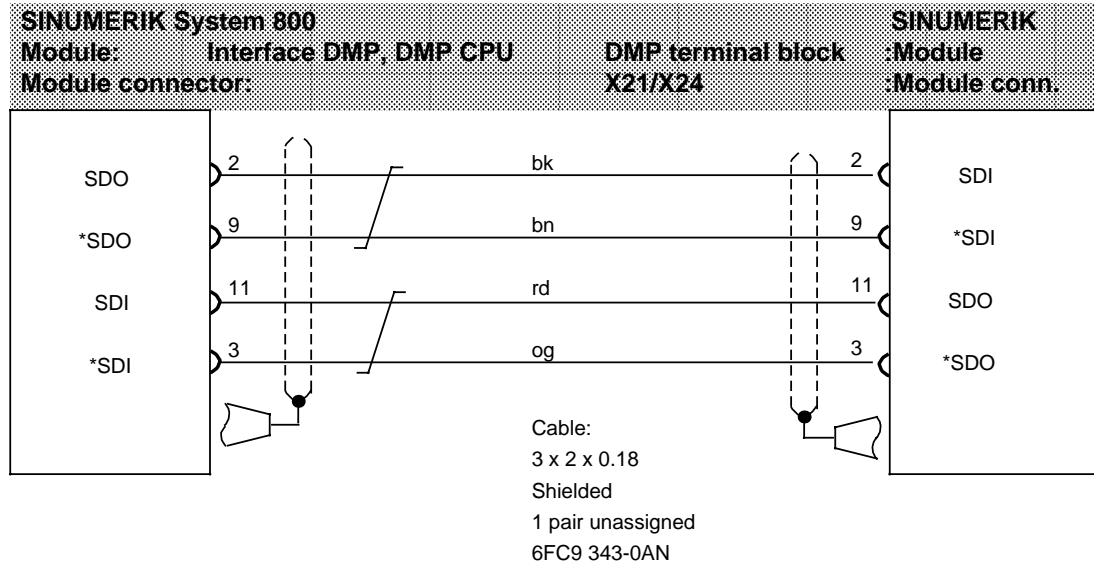 SINUMERIK System 800 SINUMERIK
Module: Interface DMP, DMP CPU DMP terminal block :Module
Module connector: X21/X24 :Module conn.
SDO 2 bk 2 SDI
*SDO 9 bn 9 *SDI
SDI 11 rd 11 SDO
*SDI 3 og 3 *SDO
Cable:
3 x 2 x 0.18
Shielded
1 pair unassigned
6FC9 343-0AN